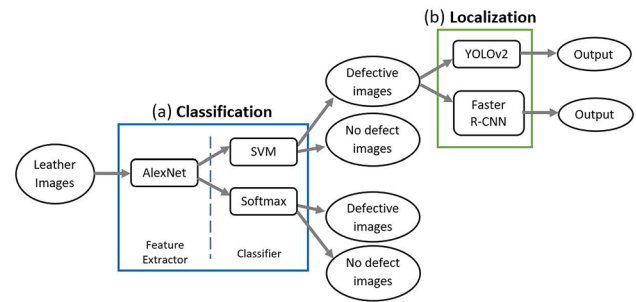 (b) Localization
YOLOv2
Output
Defective
images
Faster
R-CNN
Output
(a) Classification
No defect
images
SVM
Leather
Images
AlexNet
Softmax
Defective
images
Feature
Extractor
Classifier
No defect
images